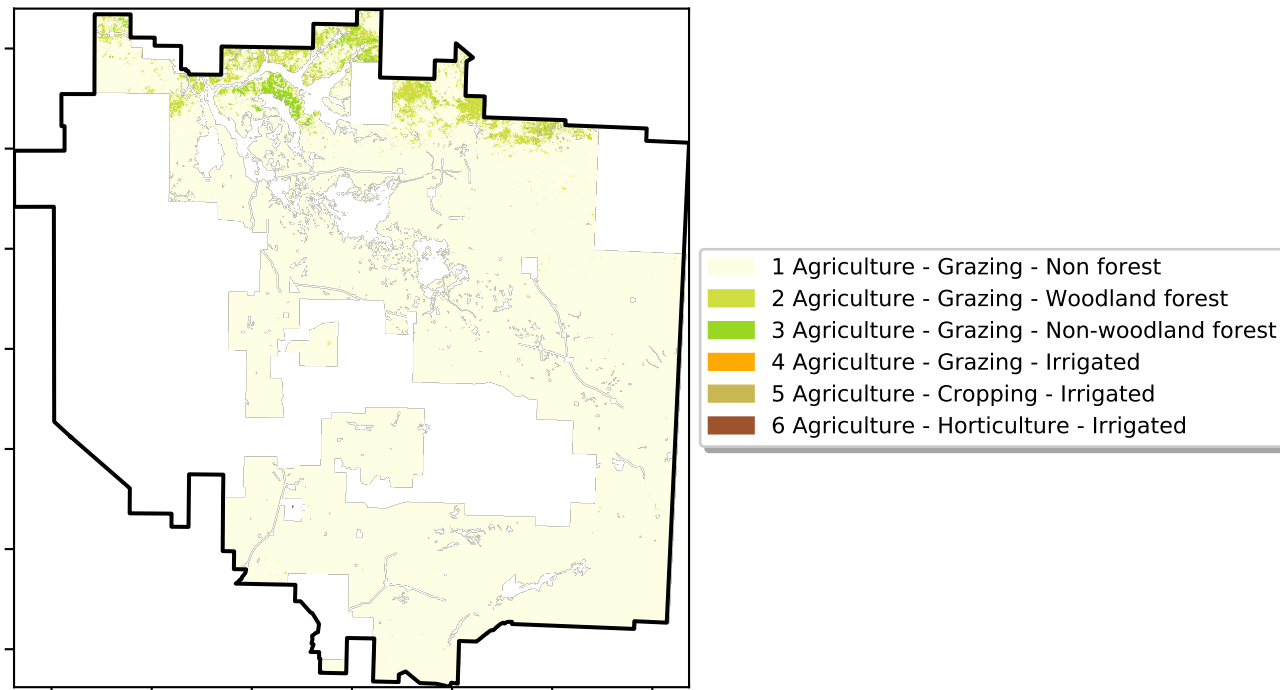 1 Agriculture - Grazing - Non forest
2 Agriculture - Grazing - Woodland forest
3 Agriculture - Grazing - Non-woodland forest
4 Agriculture - Grazing - Irrigated
5 Agriculture - Cropping - Irrigated
6 Agriculture - Horticulture - Irrigated